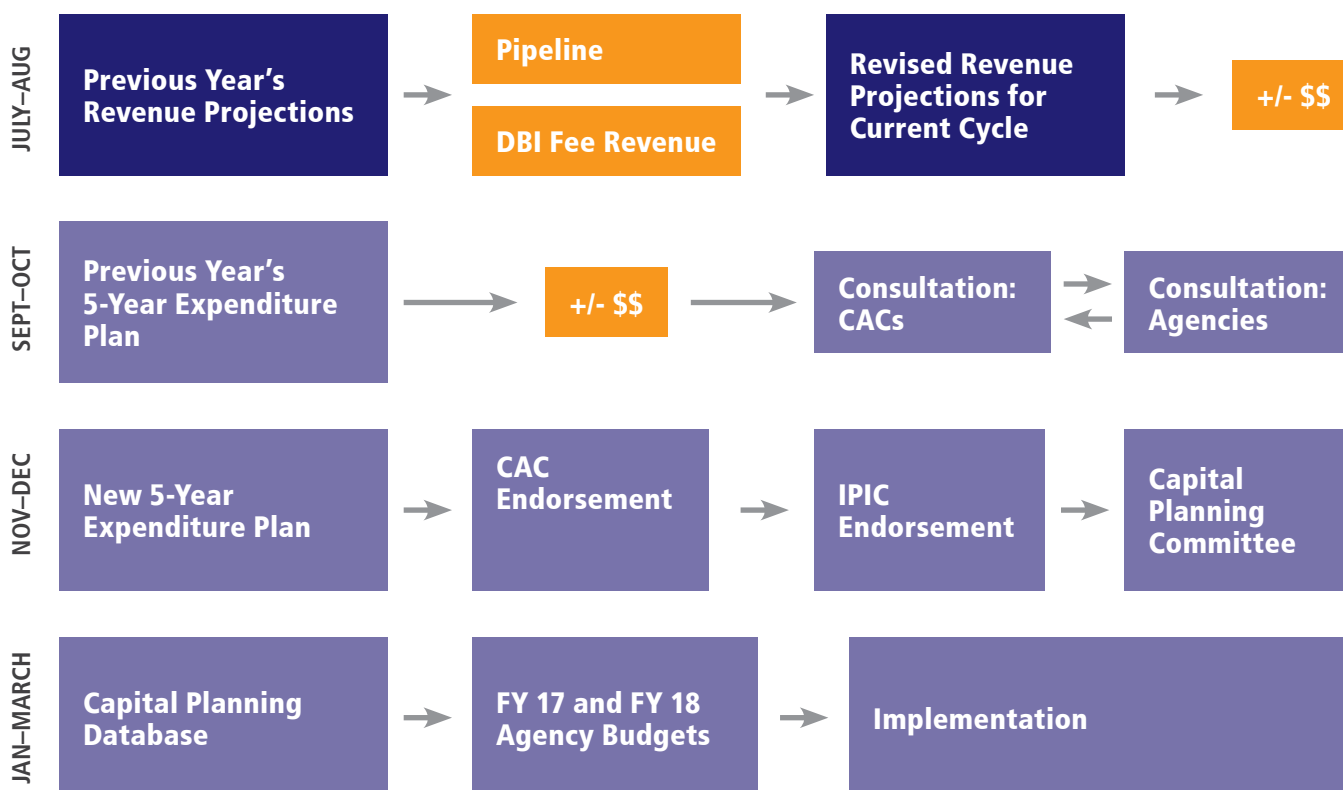 JULY–AUG
Previous Year’s
Revenue Projections
Pipeline
DBI Fee Revenue
Revised Revenue
Projections for
Current Cycle
+/- $$
SEPT–OCT
Previous Year’s
5-Year Expenditure
Plan
+/- $$
Consultation:
CACs
Consultation:
Agencies
NOV–DEC
New 5-Year
Expenditure Plan
CAC
Endorsement
IPIC
Endorsement
Capital
Planning
Committee
JAN–MARCH
Capital Planning
Database
FY 17 and FY 18
Agency Budgets
Implementation